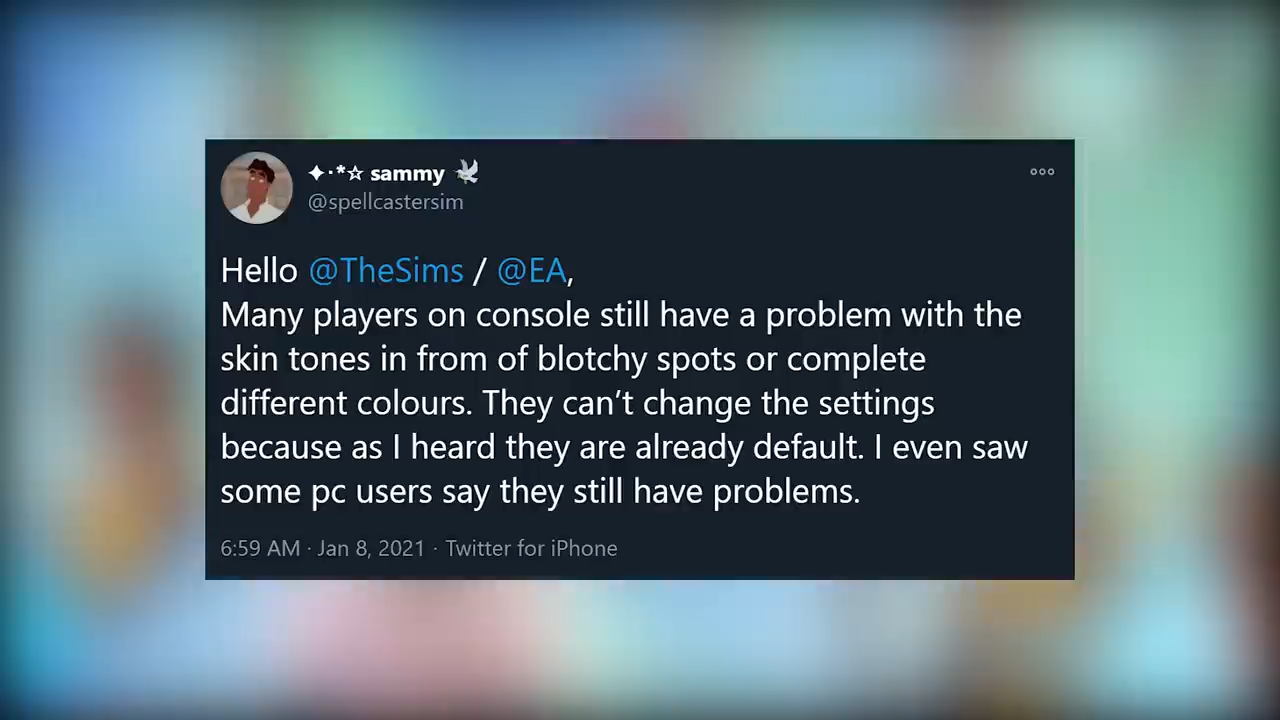 ✦·*☆ sammy 🕊
@spellcastersim
Hello @TheSims / @EA,
Many players on console still have a problem with the
skin tones in from of blotchy spots or complete
different colours. They can’t change the settings
because as I heard they are already default. I even saw
some pc users say they still have problems.
6:59 AM · Jan 8, 2021 · Twitter for iPhone